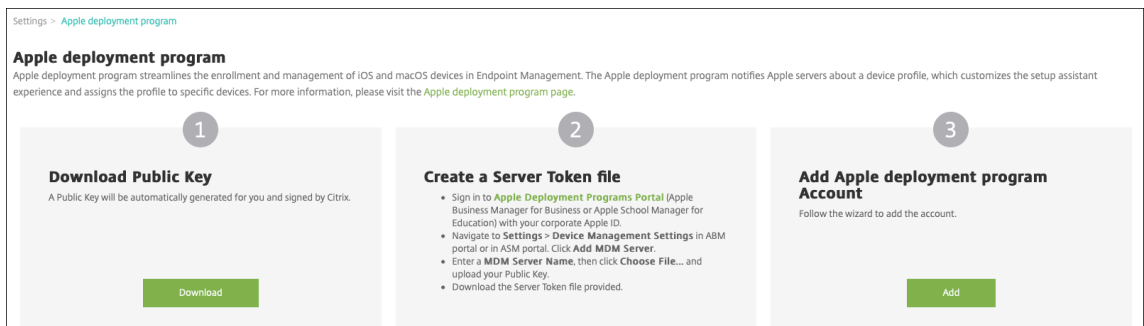 Settings > Apple deployment program
Apple deployment program
Apple deployment program streamlines the enrollment and management of iOS and macOS devices in Endpoint Management. The Apple deployment program notifies Apple servers about a device profile, which customizes the setup assistant
experience and assigns the profile to specific devices. For more information, please visit the Apple deployment program page.
1
Download Public Key
A Public Key will be automatically generated for you and signed by Citrix.
Download
2
Create a Server Token file
• Sign in to Apple Deployment Programs Portal (Apple
Business Manager for Business or Apple School Manager for
Education) with your corporate Apple ID.
• Navigate to Settings > Device Management Settings in ABM
portal or in ASM portal. Click Add MDM Server.
• Enter a MDM Server Name, then click Choose File... and
upload your Public Key.
• Download the Server Token file provided.
3
Add Apple deployment program
Account
Follow the wizard to add the account.
Add